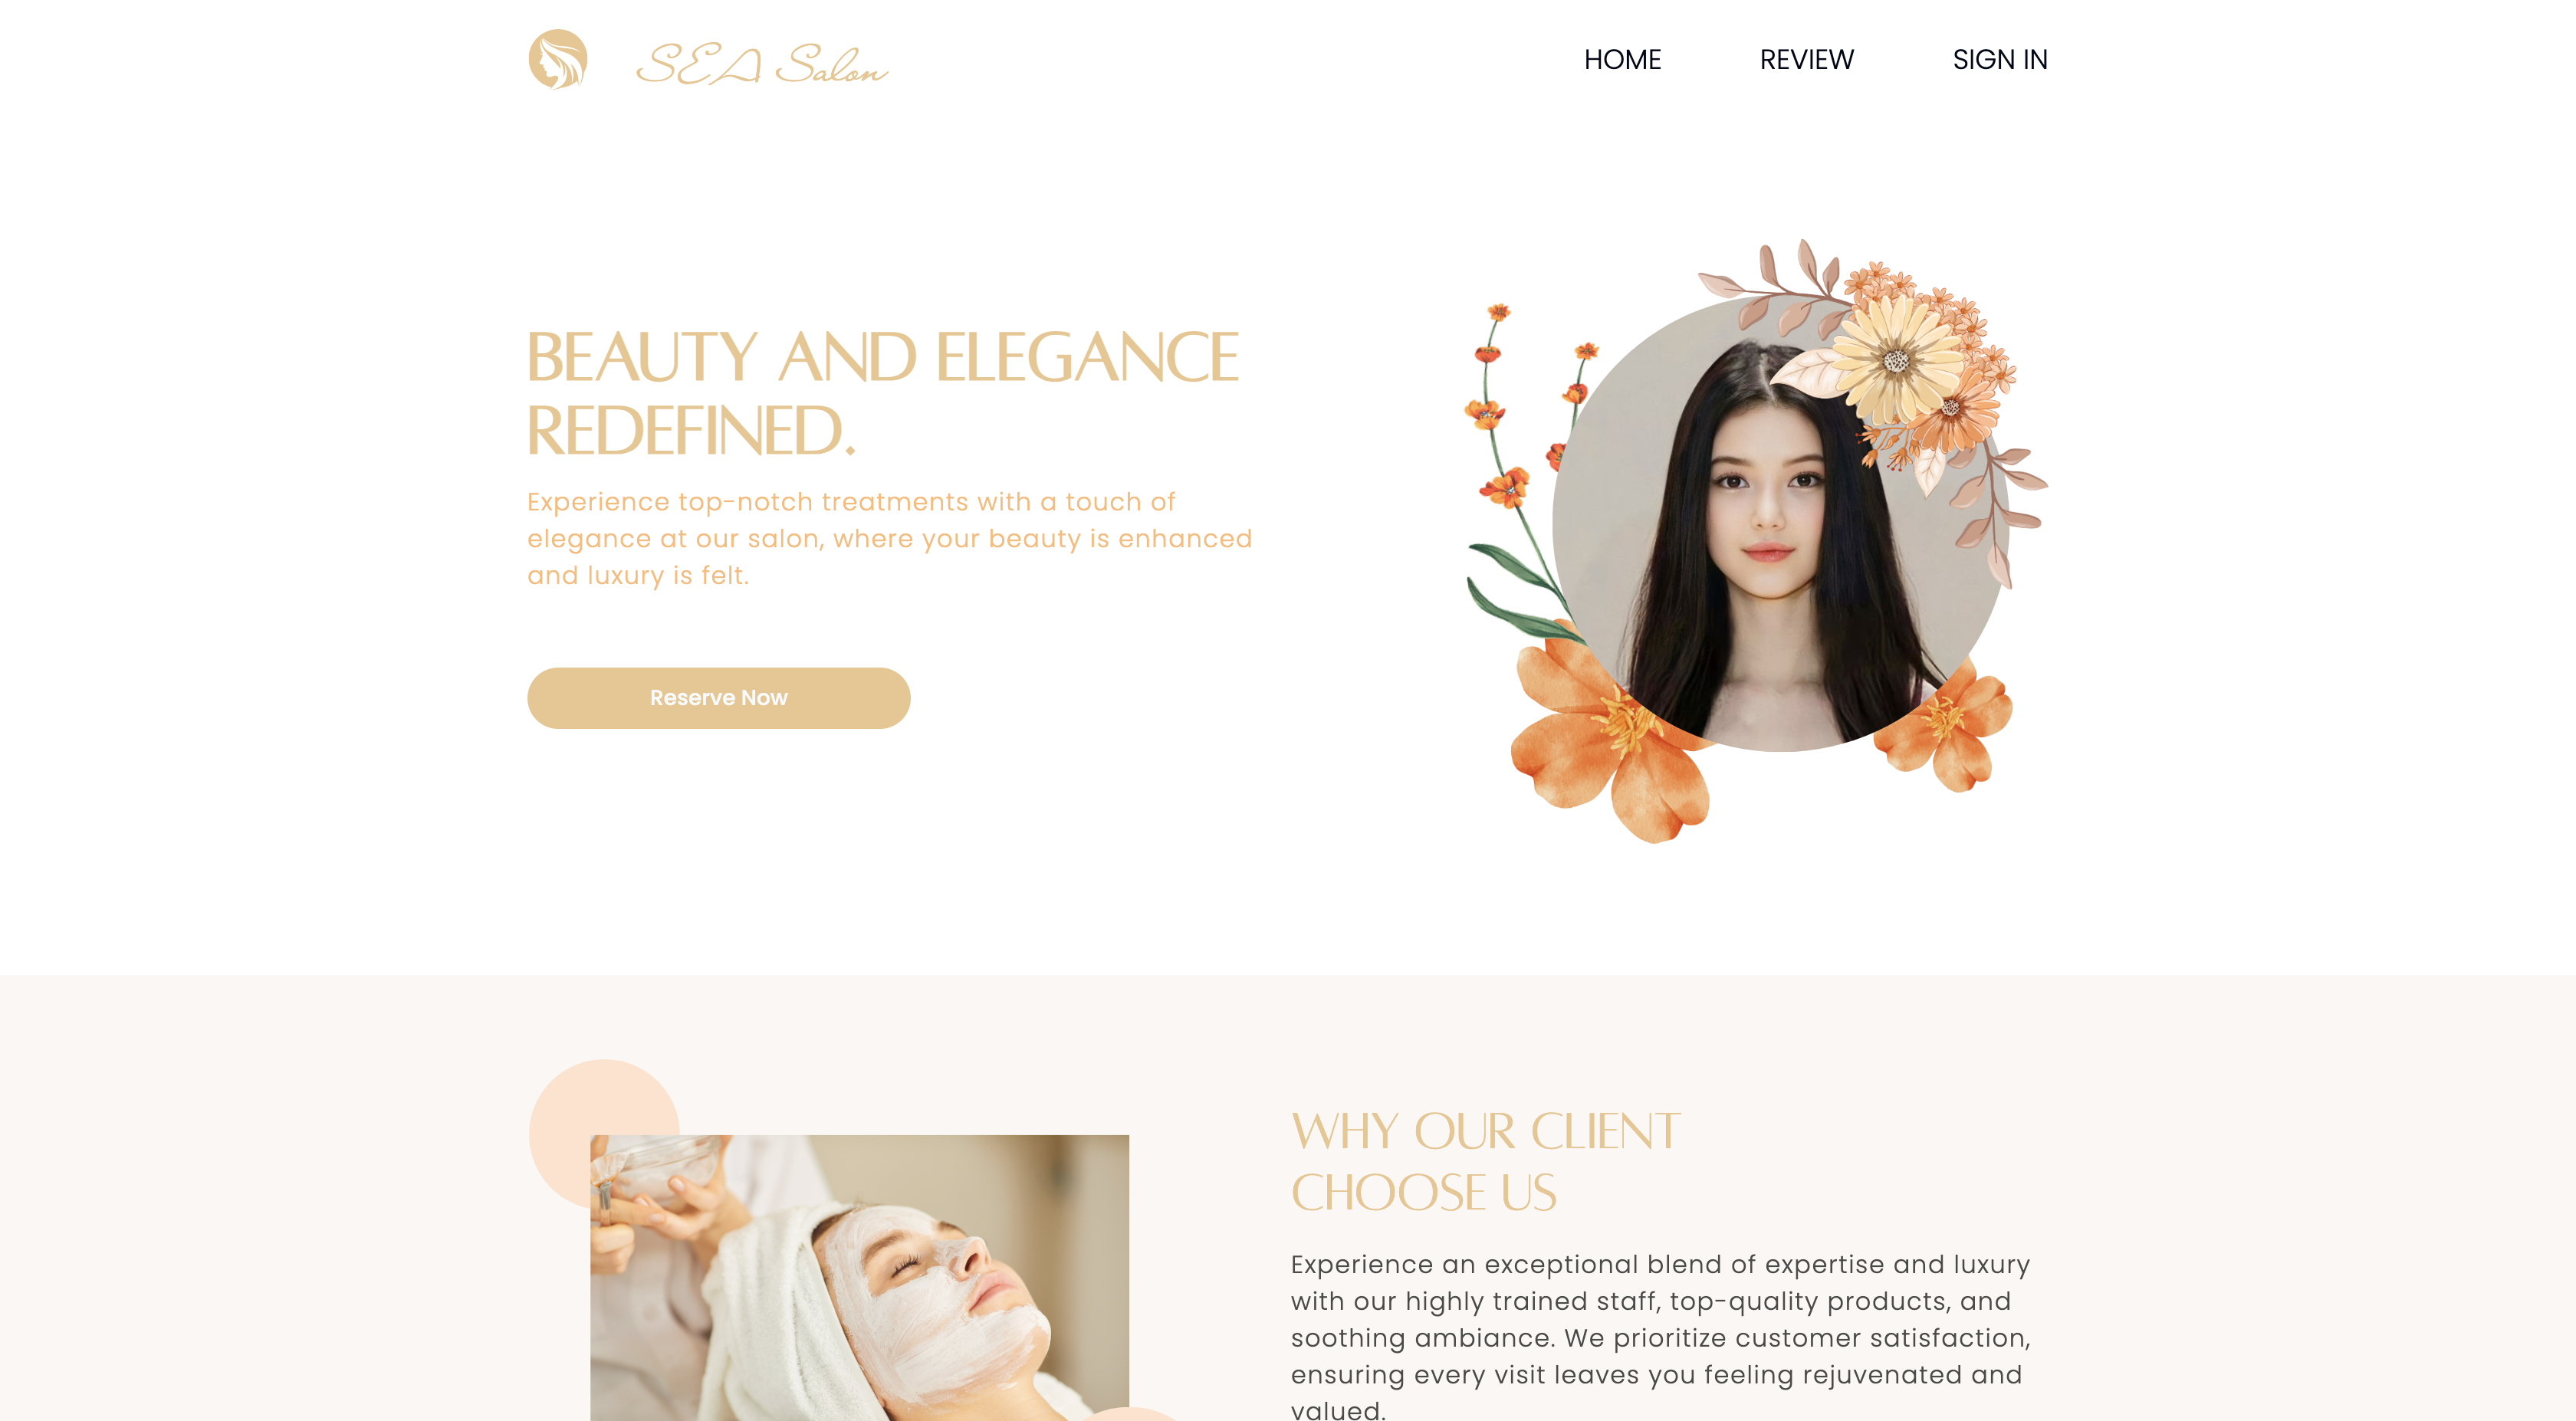 SEA Salon
HOME
REVIEW
SIGN IN
BEAUTY AND ELEGANCE
REDEFINED.
Experience top-notch treatments with a touch of
elegance at our salon, where your beauty is enhanced
and luxury is felt.
Reserve Now
WHY OUR CLIENT
CHOOSE US
Experience an exceptional blend of expertise and luxury
with our highly trained staff, top-quality products, and
soothing ambiance. We prioritize customer satisfaction,
ensuring every visit leaves you feeling rejuvenated and
valued.